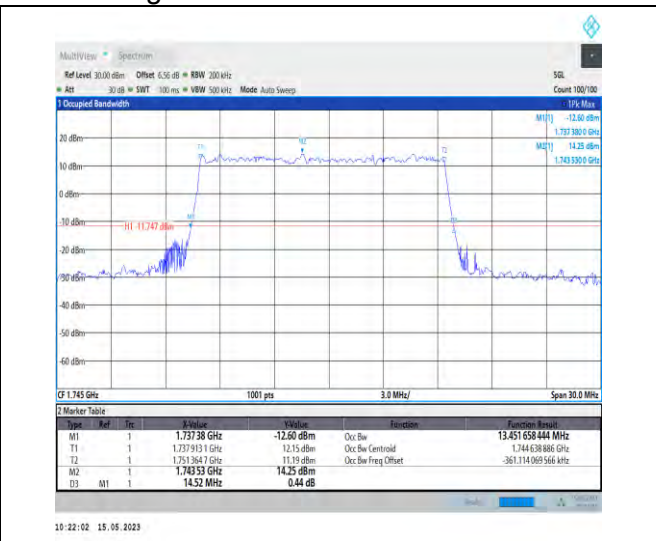 MultiView Spectrum
Ref Level 30.00 dBm Offset 6.56 dB RBW 200 kHz SGL
Att 30 dB SWT 100 ms VBW 500 kHz Mode Auto Sweep Count 100/100
1 Occupied Bandwidth 1Pk Max
M1[1] -12.60 dBm
1.737 380 0 GHz
M2[1] 14.25 dBm
1.743 530 0 GHz
20 dBm
T1 M2 T2
10 dBm
0 dBm
-10 dBm
H1 -11.747 dBm M1
-20 dBm
-30 dBm
-40 dBm
-50 dBm
-60 dBm
CF 1.745 GHz 1001 pts 3.0 MHz/ Span 30.0 MHz
2 Marker Table
Type Ref Trc X-Value Y-Value Function Function Result
M1 1 1.737 38 GHz -12.60 dBm Occ Bw 13.451 658 444 MHz
T1 1 1.737 913 1 GHz 12.15 dBm Occ Bw Centroid 1.744 638 886 GHz
T2 1 1.751 364 7 GHz 11.19 dBm Occ Bw Freq Offset -361.114 069 566 kHz
M2 1 1.743 53 GHz 14.25 dBm
D3 M1 1 14.52 MHz 0.44 dB
10:22:02 15.05.2023